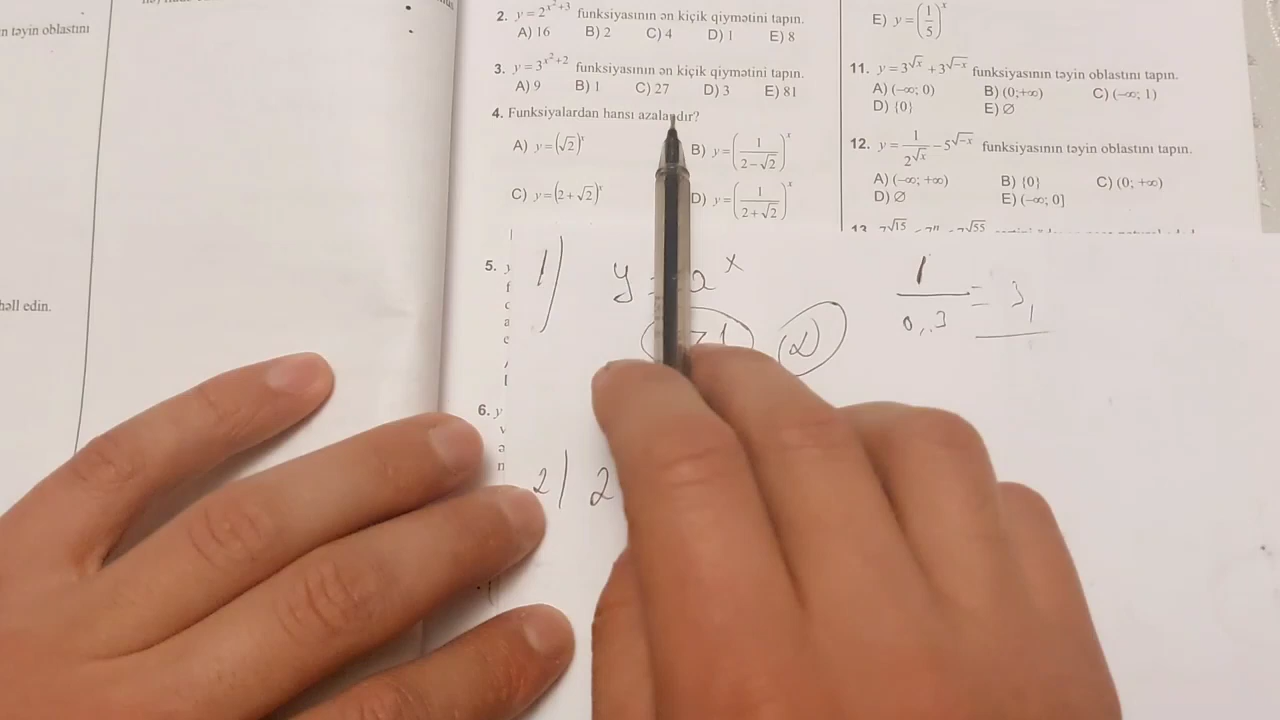 n təyin oblastını
həll edin.
2. y=2^{x²+3} funksiyasının ən kiçik qiymətini tapın.
A) 16 B) 2 C) 4 D) 1 E) 8
3. y=3^{x²+2} funksiyasının ən kiçik qiymətini tapın.
A) 9 B) 1 C) 27 D) 3 E) 81
4. Funksiyalardan hansı azalandır?
A) y=(√2)^x B) y=(1/(2-√2))^x
C) y=(2+√2)^x D) y=(1/(2+√2))^x
5. y
6. y
E) y=(1/5)^x
11. y=3^{√x}+3^{√-x} funksiyasının təyin oblastını tapın.
A) (-∞; 0) B) (0;+∞) C) (-∞; 1)
D) {0} E) ∅
12. y=1/2^{√x}-5^{√-x} funksiyasının təyin oblastını tapın.
A) (-∞; +∞) B) {0} C) (0; +∞)
D) ∅ E) (-∞; 0]
1) y a^x
1/0,3 = 3,
2) 2